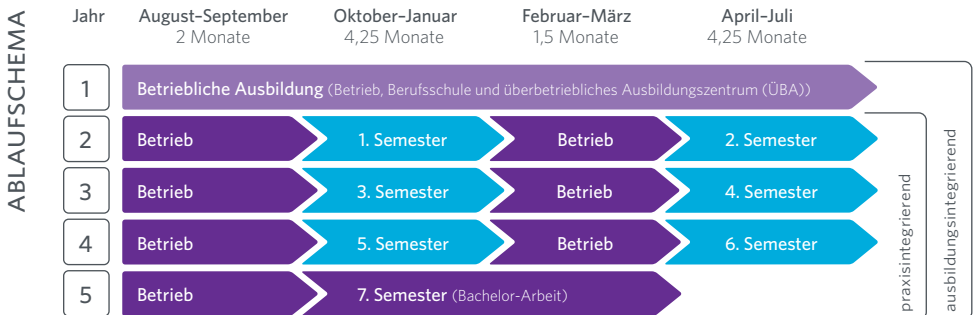 ABLAUFSCHEMA
Jahr August–September Oktober–Januar Februar–März April–Juli
2 Monate 4,25 Monate 1,5 Monate 4,25 Monate
1 Betriebliche Ausbildung (Betrieb, Berufsschule und überbetriebliches Ausbildungszentrum (ÜBA))
2 Betrieb 1. Semester Betrieb 2. Semester
3 Betrieb 3. Semester Betrieb 4. Semester
4 Betrieb 5. Semester Betrieb 6. Semester
5 Betrieb 7. Semester (Bachelor-Arbeit)
praxisintegrierend
ausbildungsintegrierend